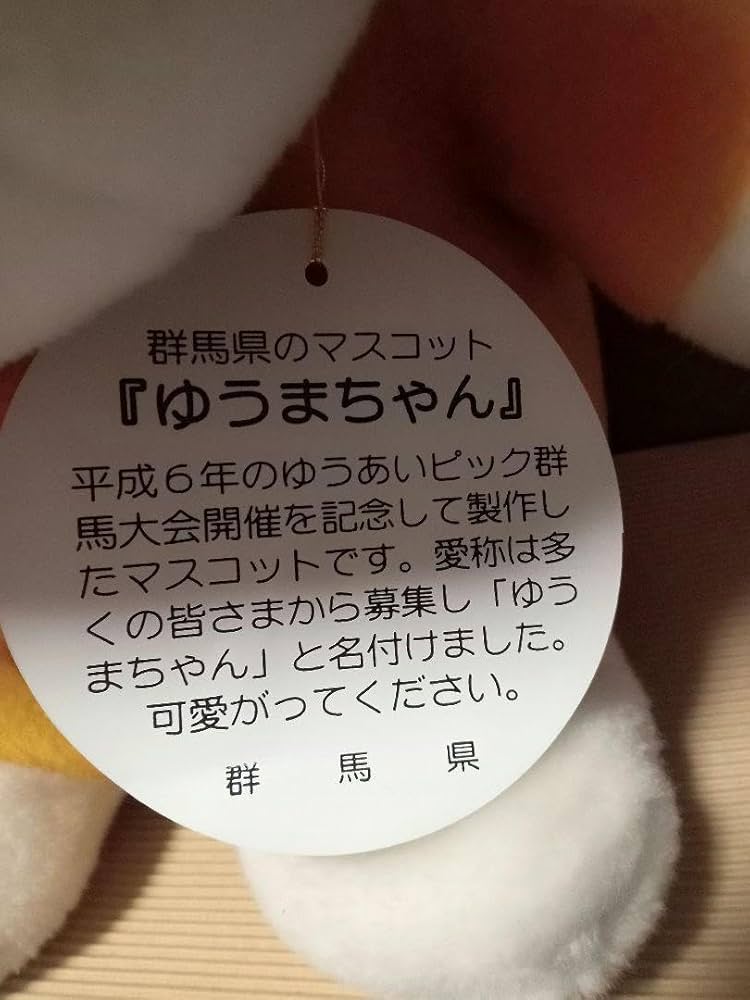 群馬県のマスコット
『ゆうまちゃん』
平成6年のゆうあいピック群
馬大会開催を記念して製作し
たマスコットです。愛称は多
くの皆さまから募集し「ゆう
まちゃん」と名付けました。
可愛がってください。
群　馬　県